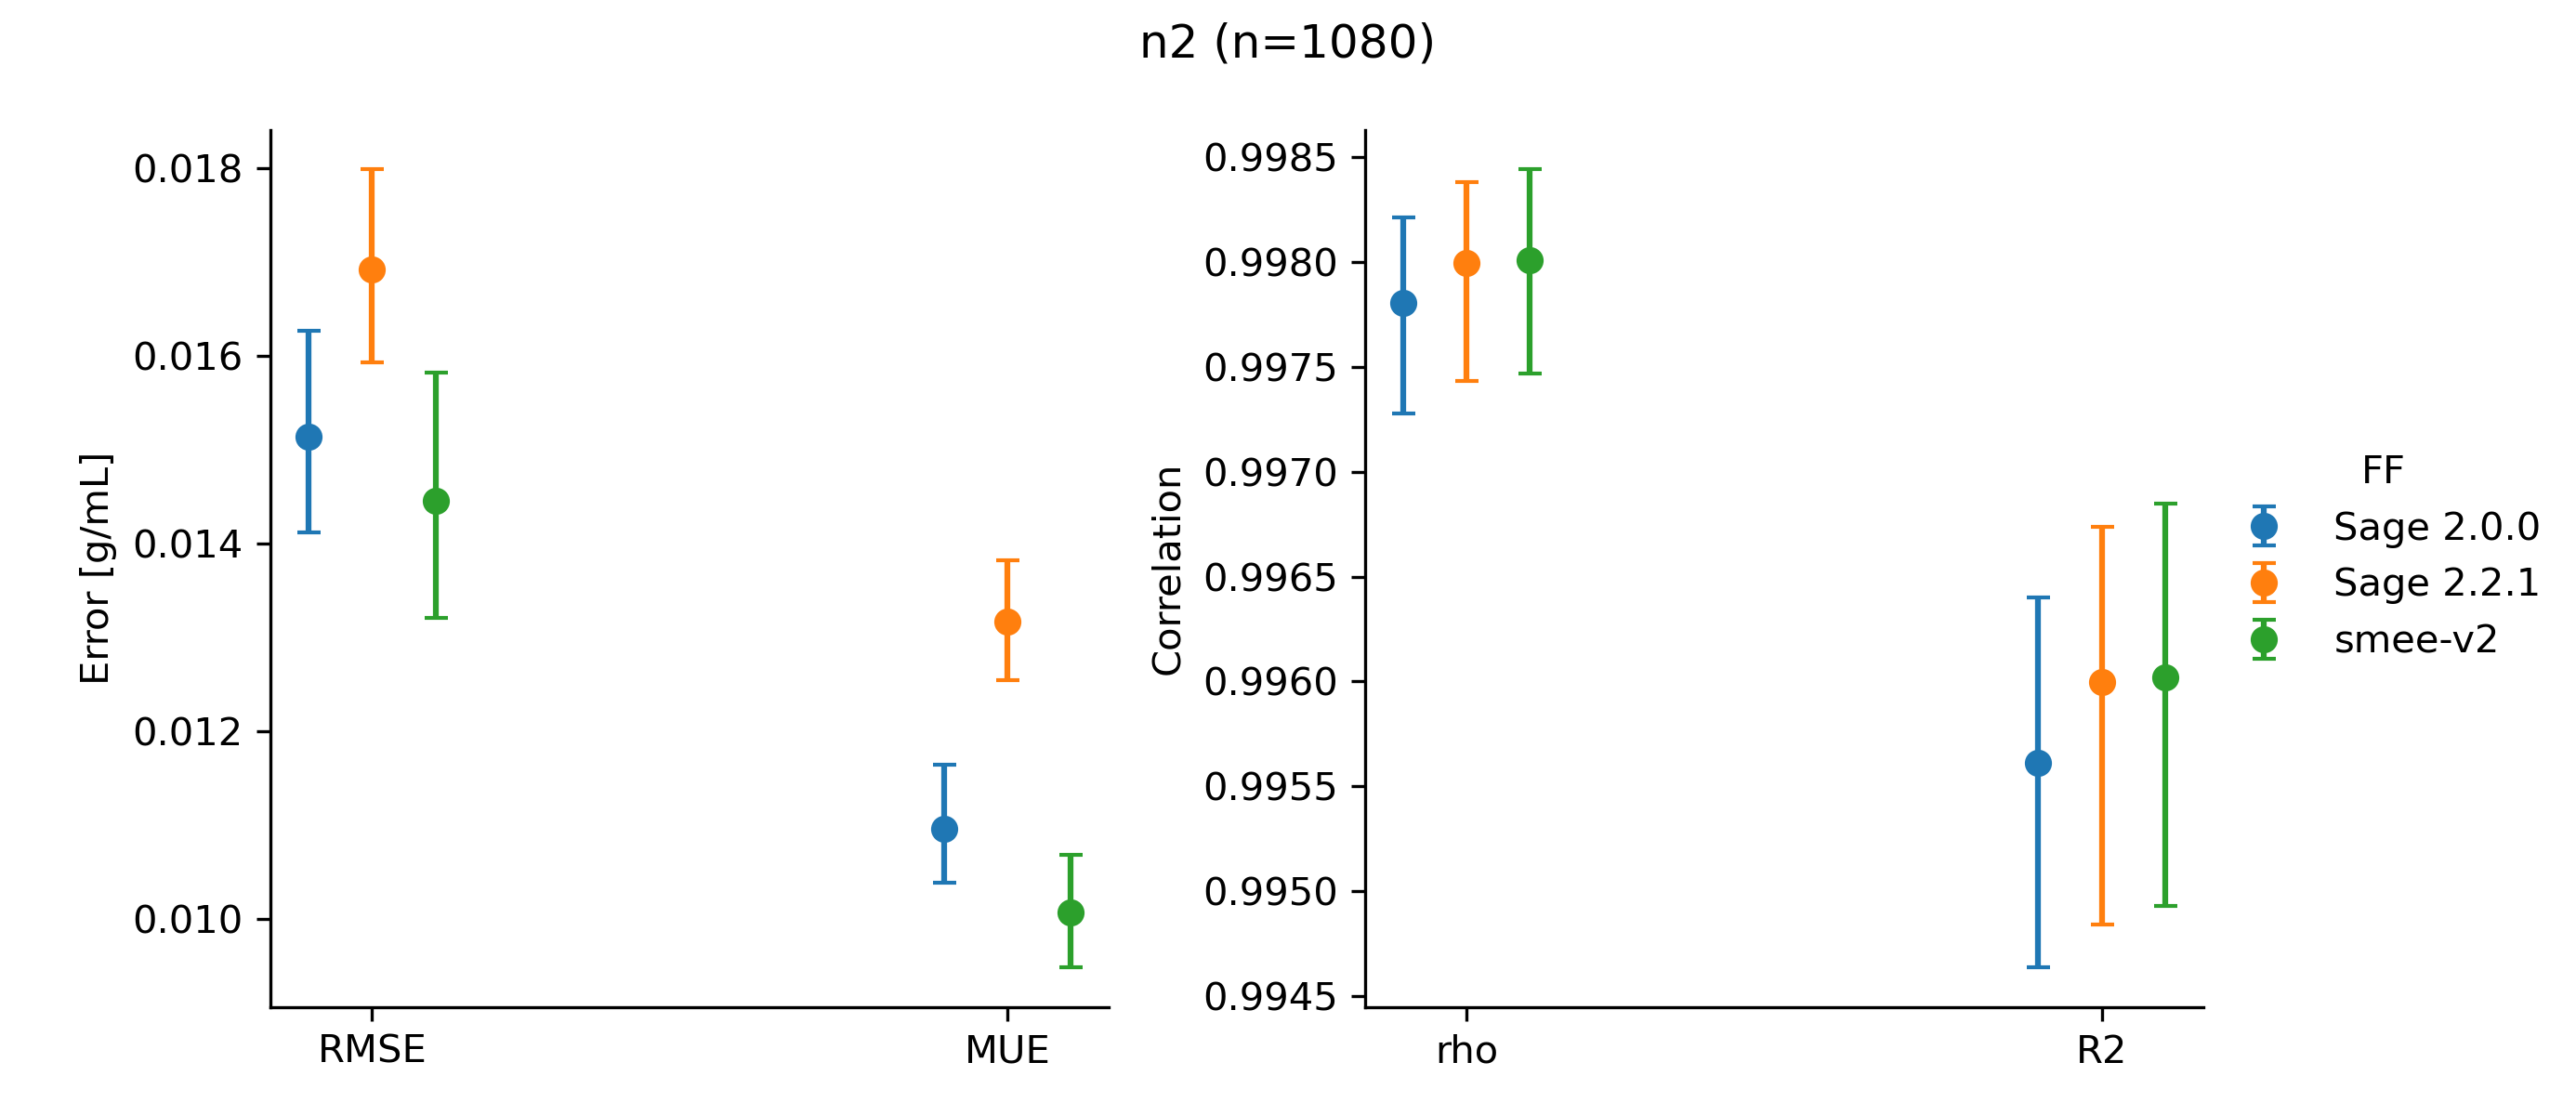 n2 (n=1080)
Error [g/mL]
0.018
0.016
0.014
0.012
0.010
RMSE
MUE
Correlation
0.9985
0.9980
0.9975
0.9970
0.9965
0.9960
0.9955
0.9950
0.9945
rho
R2
FF
Sage 2.0.0
Sage 2.2.1
smee-v2